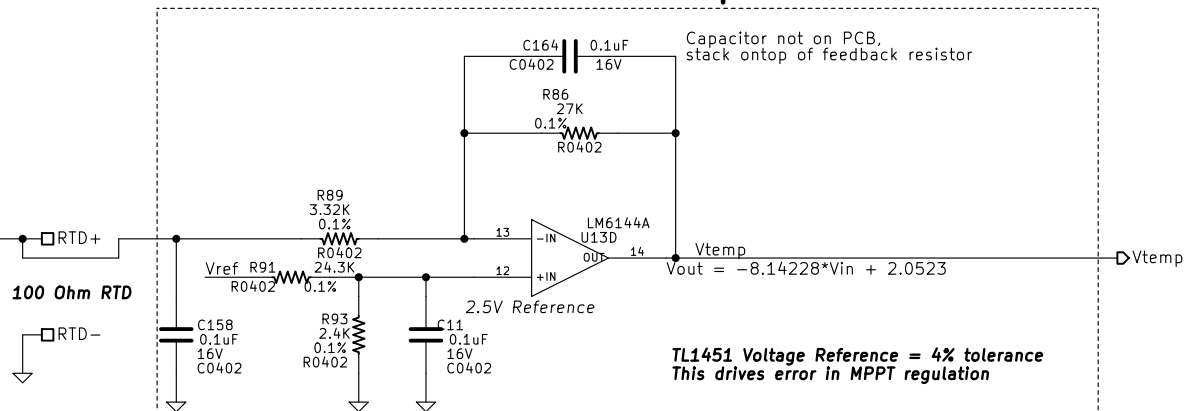 Capacitor not on PCB,
stack ontop of feedback resistor
C164 0.1uF
C0402 16V
R86
27K
0.1%
R0402
R89
3.32K
0.1%
R0402
LM6144A
U13D
13 -IN
OUT 14
12 +IN
RTD+
Vtemp
Vtemp
Vout = -8.14228*Vin + 2.0523
Vref R91 24.3K
R0402 0.1%
100 Ohm RTD
2.5V Reference
RTD-
C158
0.1uF
16V
C0402
R93
2.4K
0.1%
R0402
C11
0.1uF
16V
C0402
TL1451 Voltage Reference = 4% tolerance
This drives error in MPPT regulation